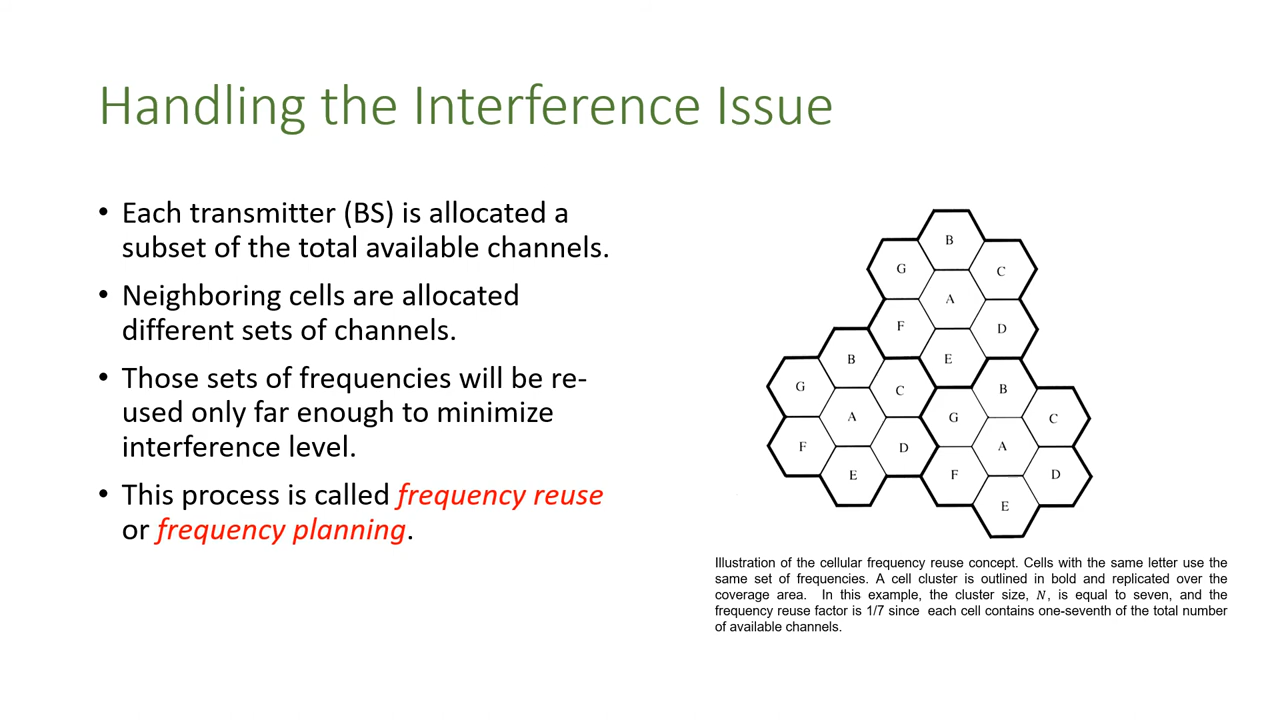 Handling the Interference Issue
• Each transmitter (BS) is allocated a
subset of the total available channels.
• Neighboring cells are allocated
different sets of channels.
• Those sets of frequencies will be re-
used only far enough to minimize
interference level.
• This process is called frequency reuse
or frequency planning.
B
G
C
A
F
D
E
B
G
C
A
F
D
E
B
G
C
A
F
D
E
Illustration of the cellular frequency reuse concept. Cells with the same letter use the
same set of frequencies. A cell cluster is outlined in bold and replicated over the
coverage area. In this example, the cluster size, N, is equal to seven, and the
frequency reuse factor is 1/7 since each cell contains one-seventh of the total number
of available channels.